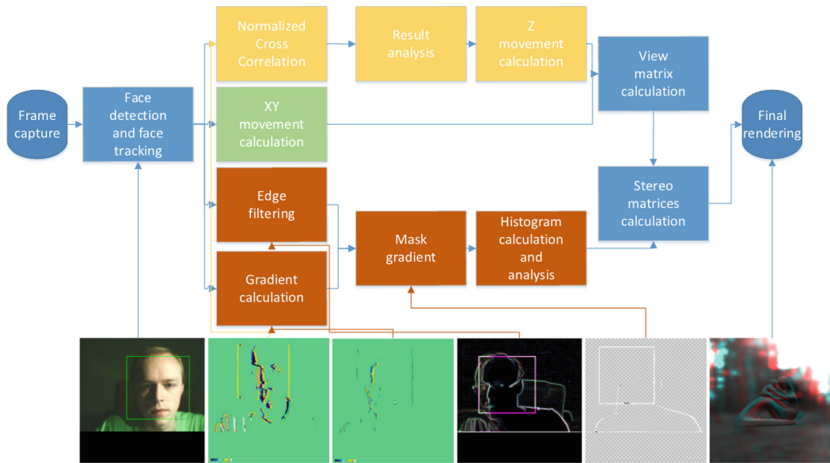 Normalized
Cross
Correlation
Result
analysis
Z
movement
calculation
View
matrix
calculation
Frame
capture
Face
detection
and face
tracking
XY
movement
calculation
Final
rendering
Edge
filtering
Stereo
matrices
calculation
Mask
gradient
Histogram
calculation
and
analysis
Gradient
calculation